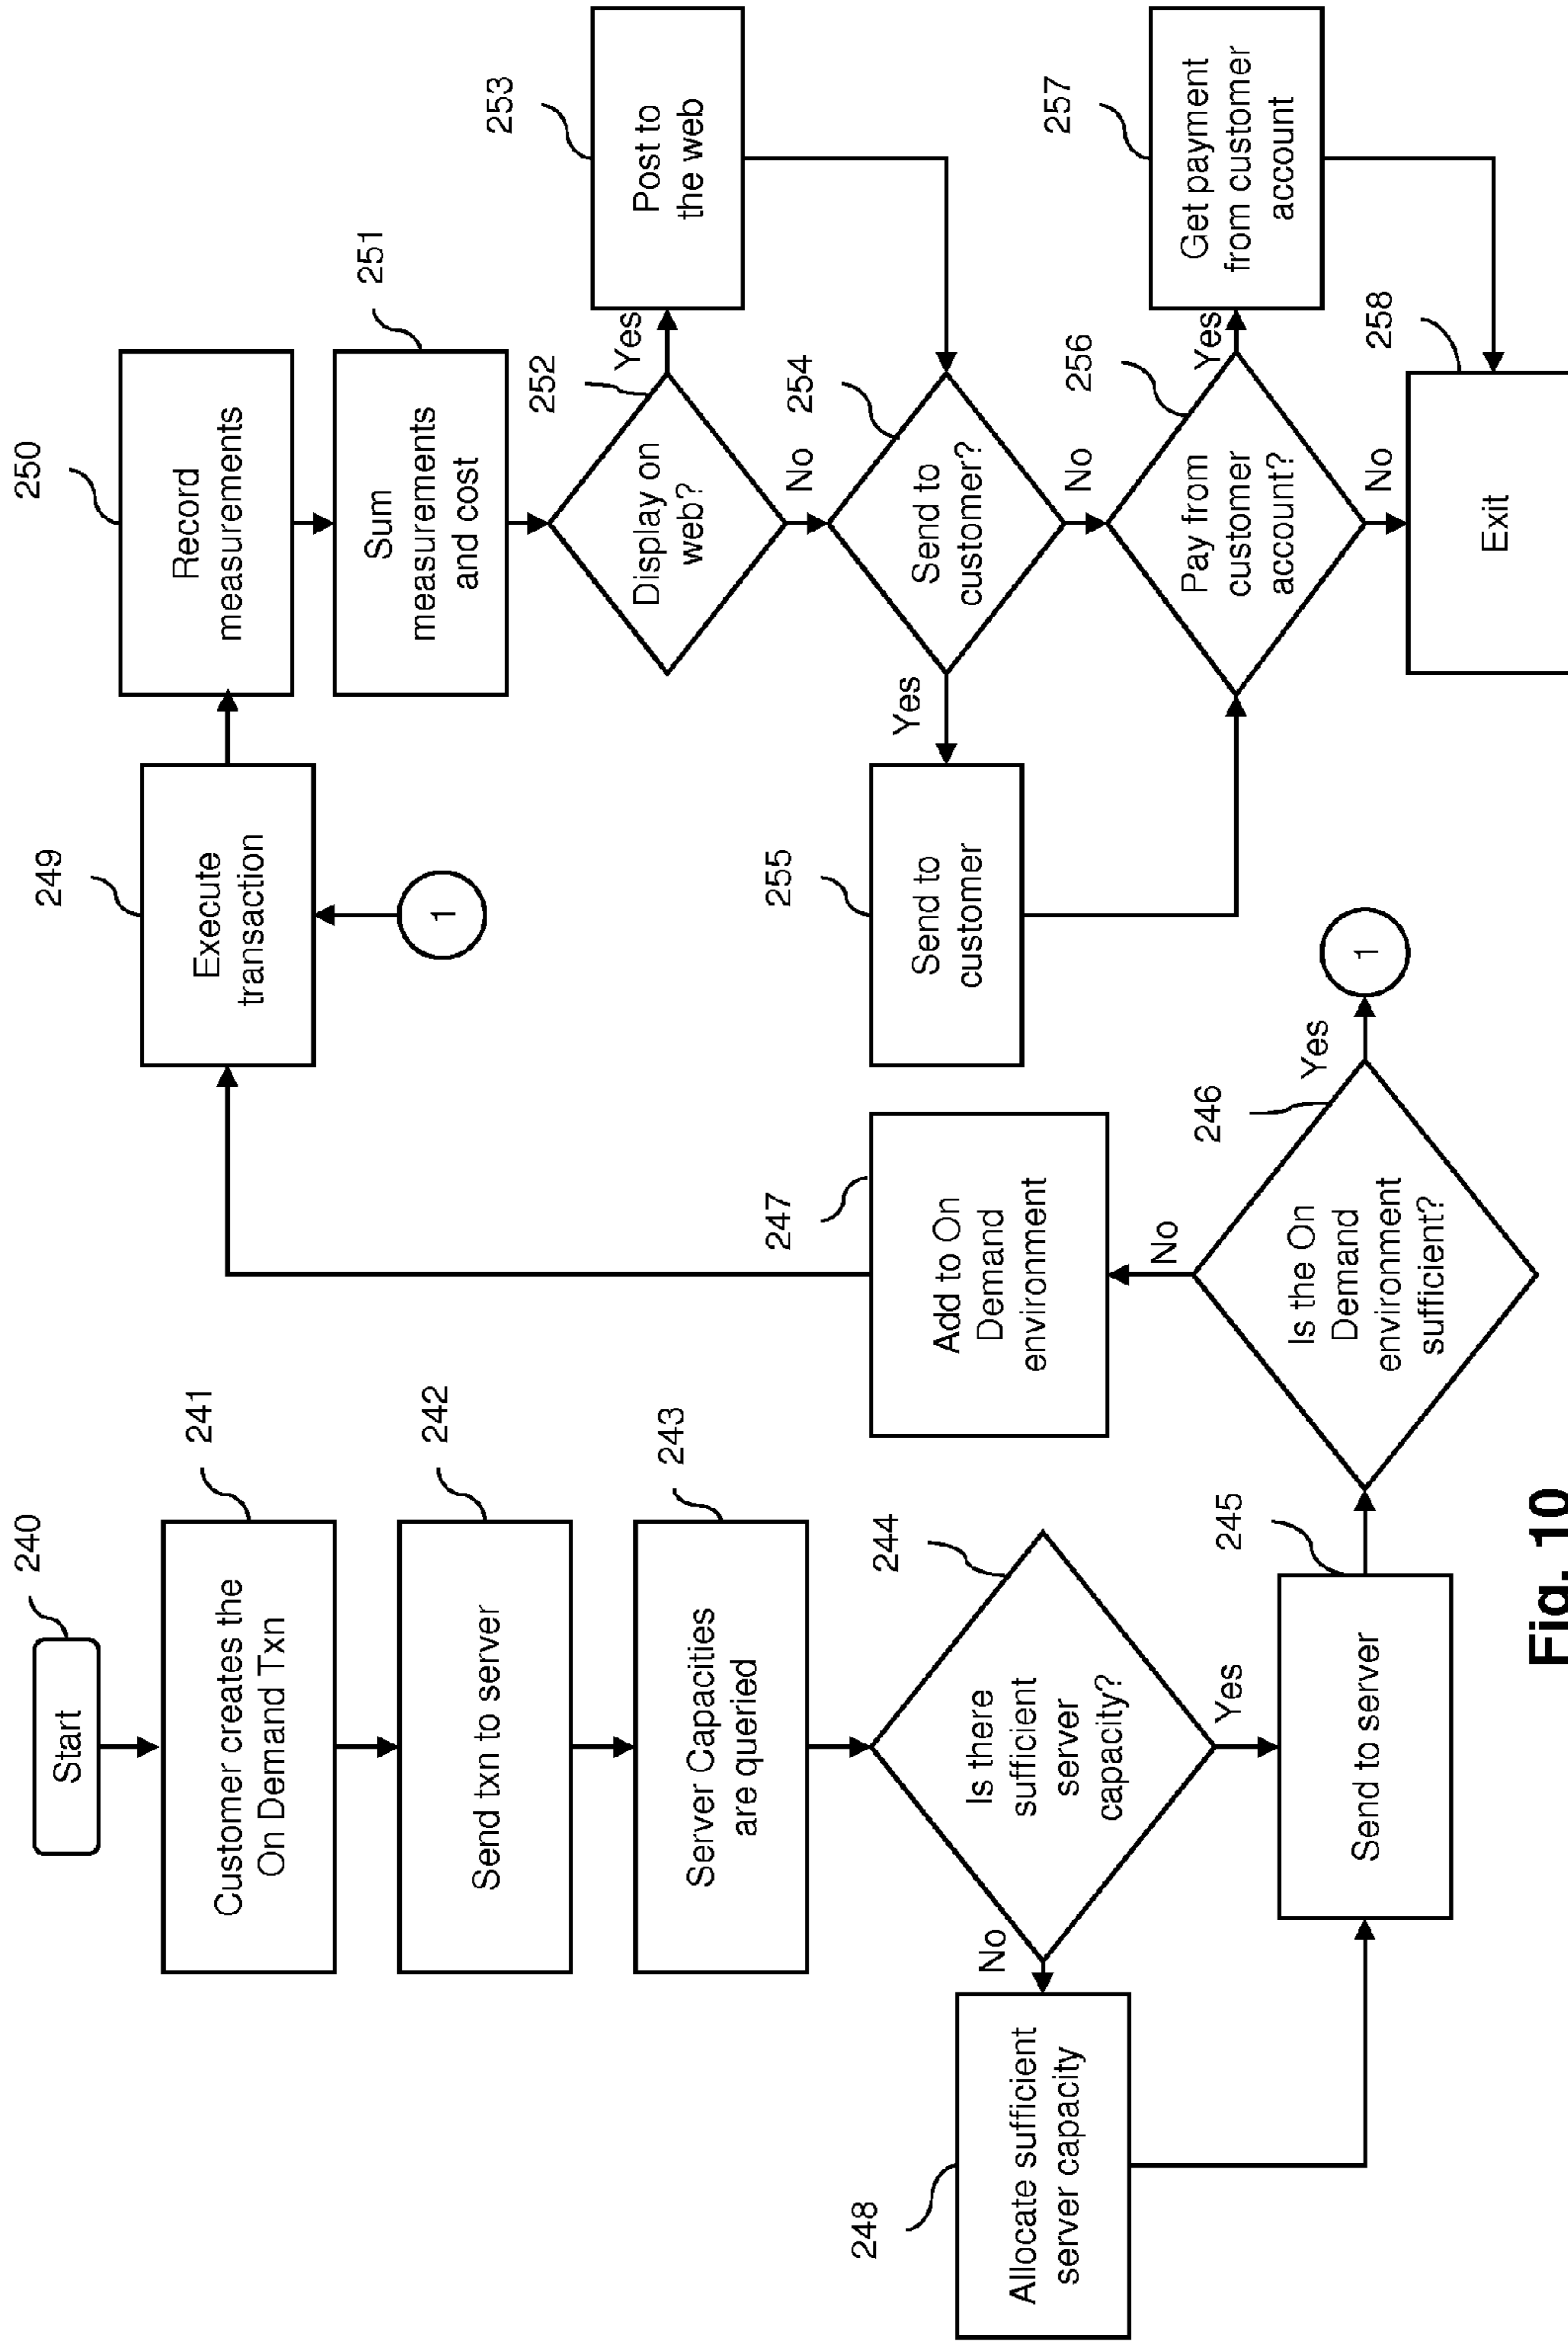 240
Start
241
Customer creates the
On Demand Txn
242
Send txn to server
243
Server Capacities
are queried
244
Is there
sufficient
server
capacity?
No
Yes
248
Allocate sufficient
server capacity
245
Send to server
246
Is the On
Demand
environment
sufficient?
No
Yes
1
247
Add to On
Demand
environment
249
Execute
transaction
1
250
Record
measurements
251
Sum
measurements
and cost
252
Display on
web?
Yes
No
253
Post to
the web
254
Send to
customer?
Yes
No
255
Send to
customer
256
Pay from
customer
account?
Yes
No
257
Get payment
from customer
account
258
Exit
Fig. 10